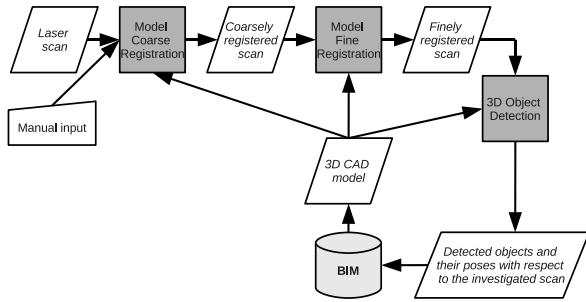 Laser
scan
Model
Coarse
Registration
Coarsely
registered
scan
Model
Fine
Registration
Finely
registered
scan
Manual input
3D Object
Detection
3D CAD
model
BIM
Detected objects and
their poses with respect
to the investigated scan